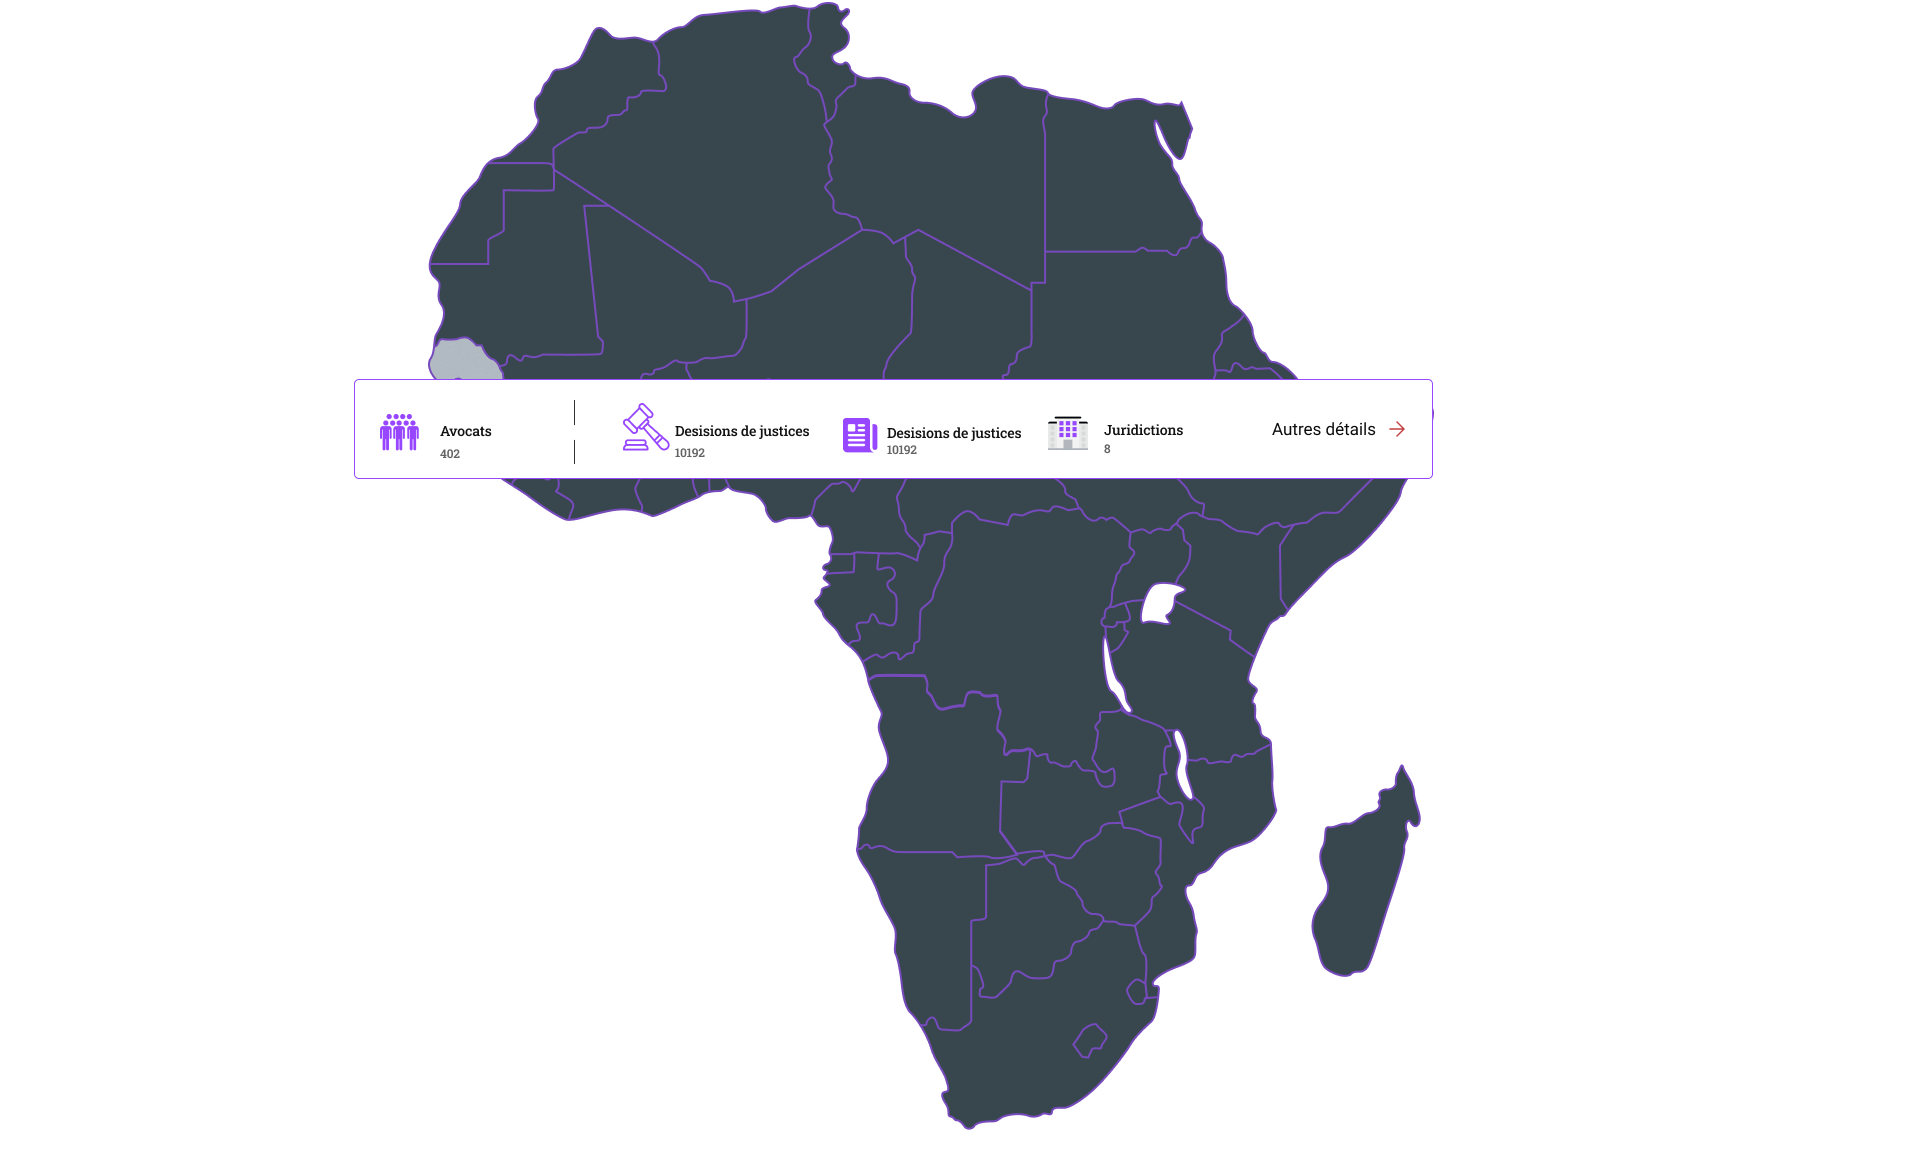 Avocats
402
Desisions de justices
10192
Desisions de justices
10192
Juridictions
8
Autres détails